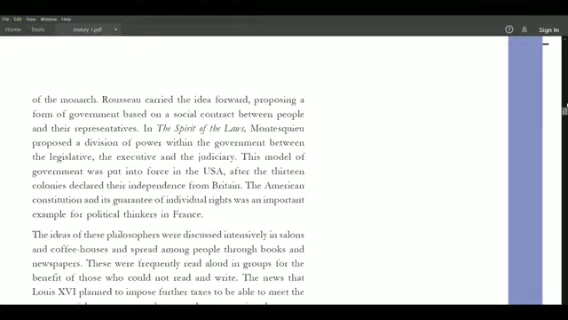 File Edit View Window Help
Home Tools history 1.pdf × Sign In
of the monarch. Rousseau carried the idea forward, proposing a
form of government based on a social contract between people
and their representatives. In The Spirit of the Laws, Montesquieu
proposed a division of power within the government between
the legislative, the executive and the judiciary. This model of
government was put into force in the USA, after the thirteen
colonies declared their independence from Britain. The American
constitution and its guarantee of individual rights was an important
example for political thinkers in France.
The ideas of these philosophers were discussed intensively in salons
and coffee-houses and spread among people through books and
newspapers. These were frequently read aloud in groups for the
benefit of those who could not read and write. The news that
Louis XVI planned to impose further taxes to be able to meet the